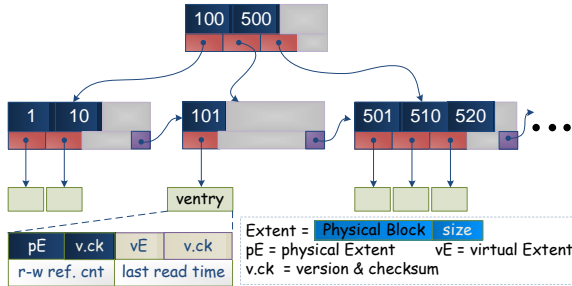 100 500
1 10 101 501 510 520
...
ventry
pE v.ck vE v.ck
r-w ref. cnt last read time
Extent = Physical Block size
pE = physical Extent vE = virtual Extent
v.ck = version & checksum